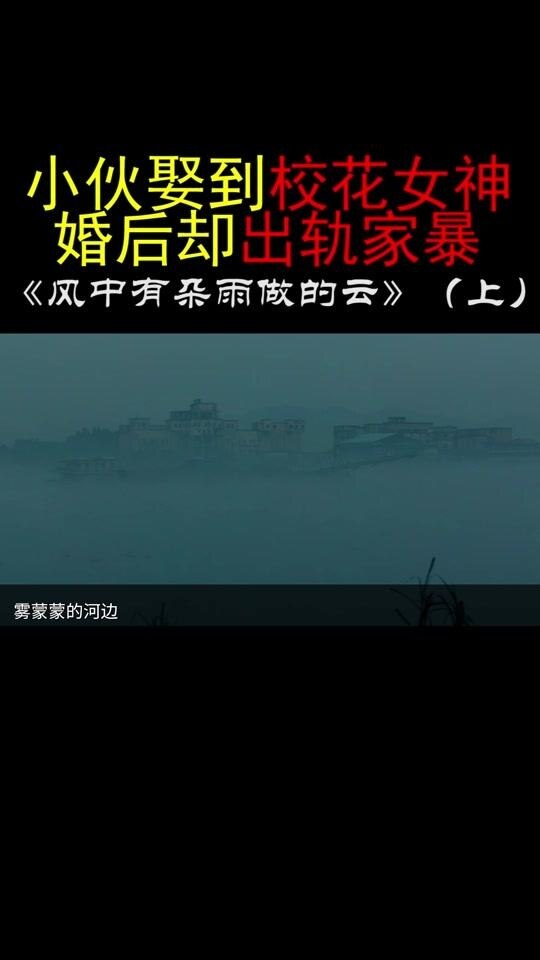 小伙娶到校花女神
婚后却出轨家暴
《风中有朵雨做的云》（上）
雾蒙蒙的河边